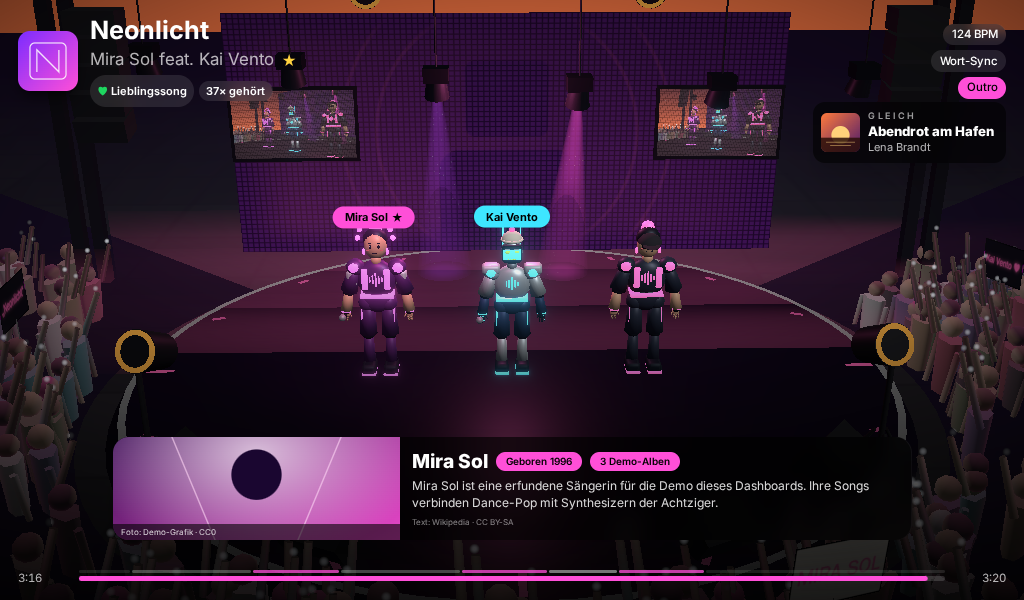 Neonlicht
Mira Sol feat. Kai Vento
Lieblingssong
37× gehört
124 BPM
Wort-Sync
Outro
GLEICH
Abendrot am Hafen
Lena Brandt
Mira Sol ★
Kai Vento
Mira Sol
Geboren 1996
3 Demo-Alben
Mira Sol ist eine erfundene Sängerin für die Demo dieses Dashboards. Ihre Songs
verbinden Dance-Pop mit Synthesizern der Achtziger.
Text: Wikipedia · CC BY-SA
Foto: Demo-Grafik · CC0
MIRA SOL
3:16
3:20